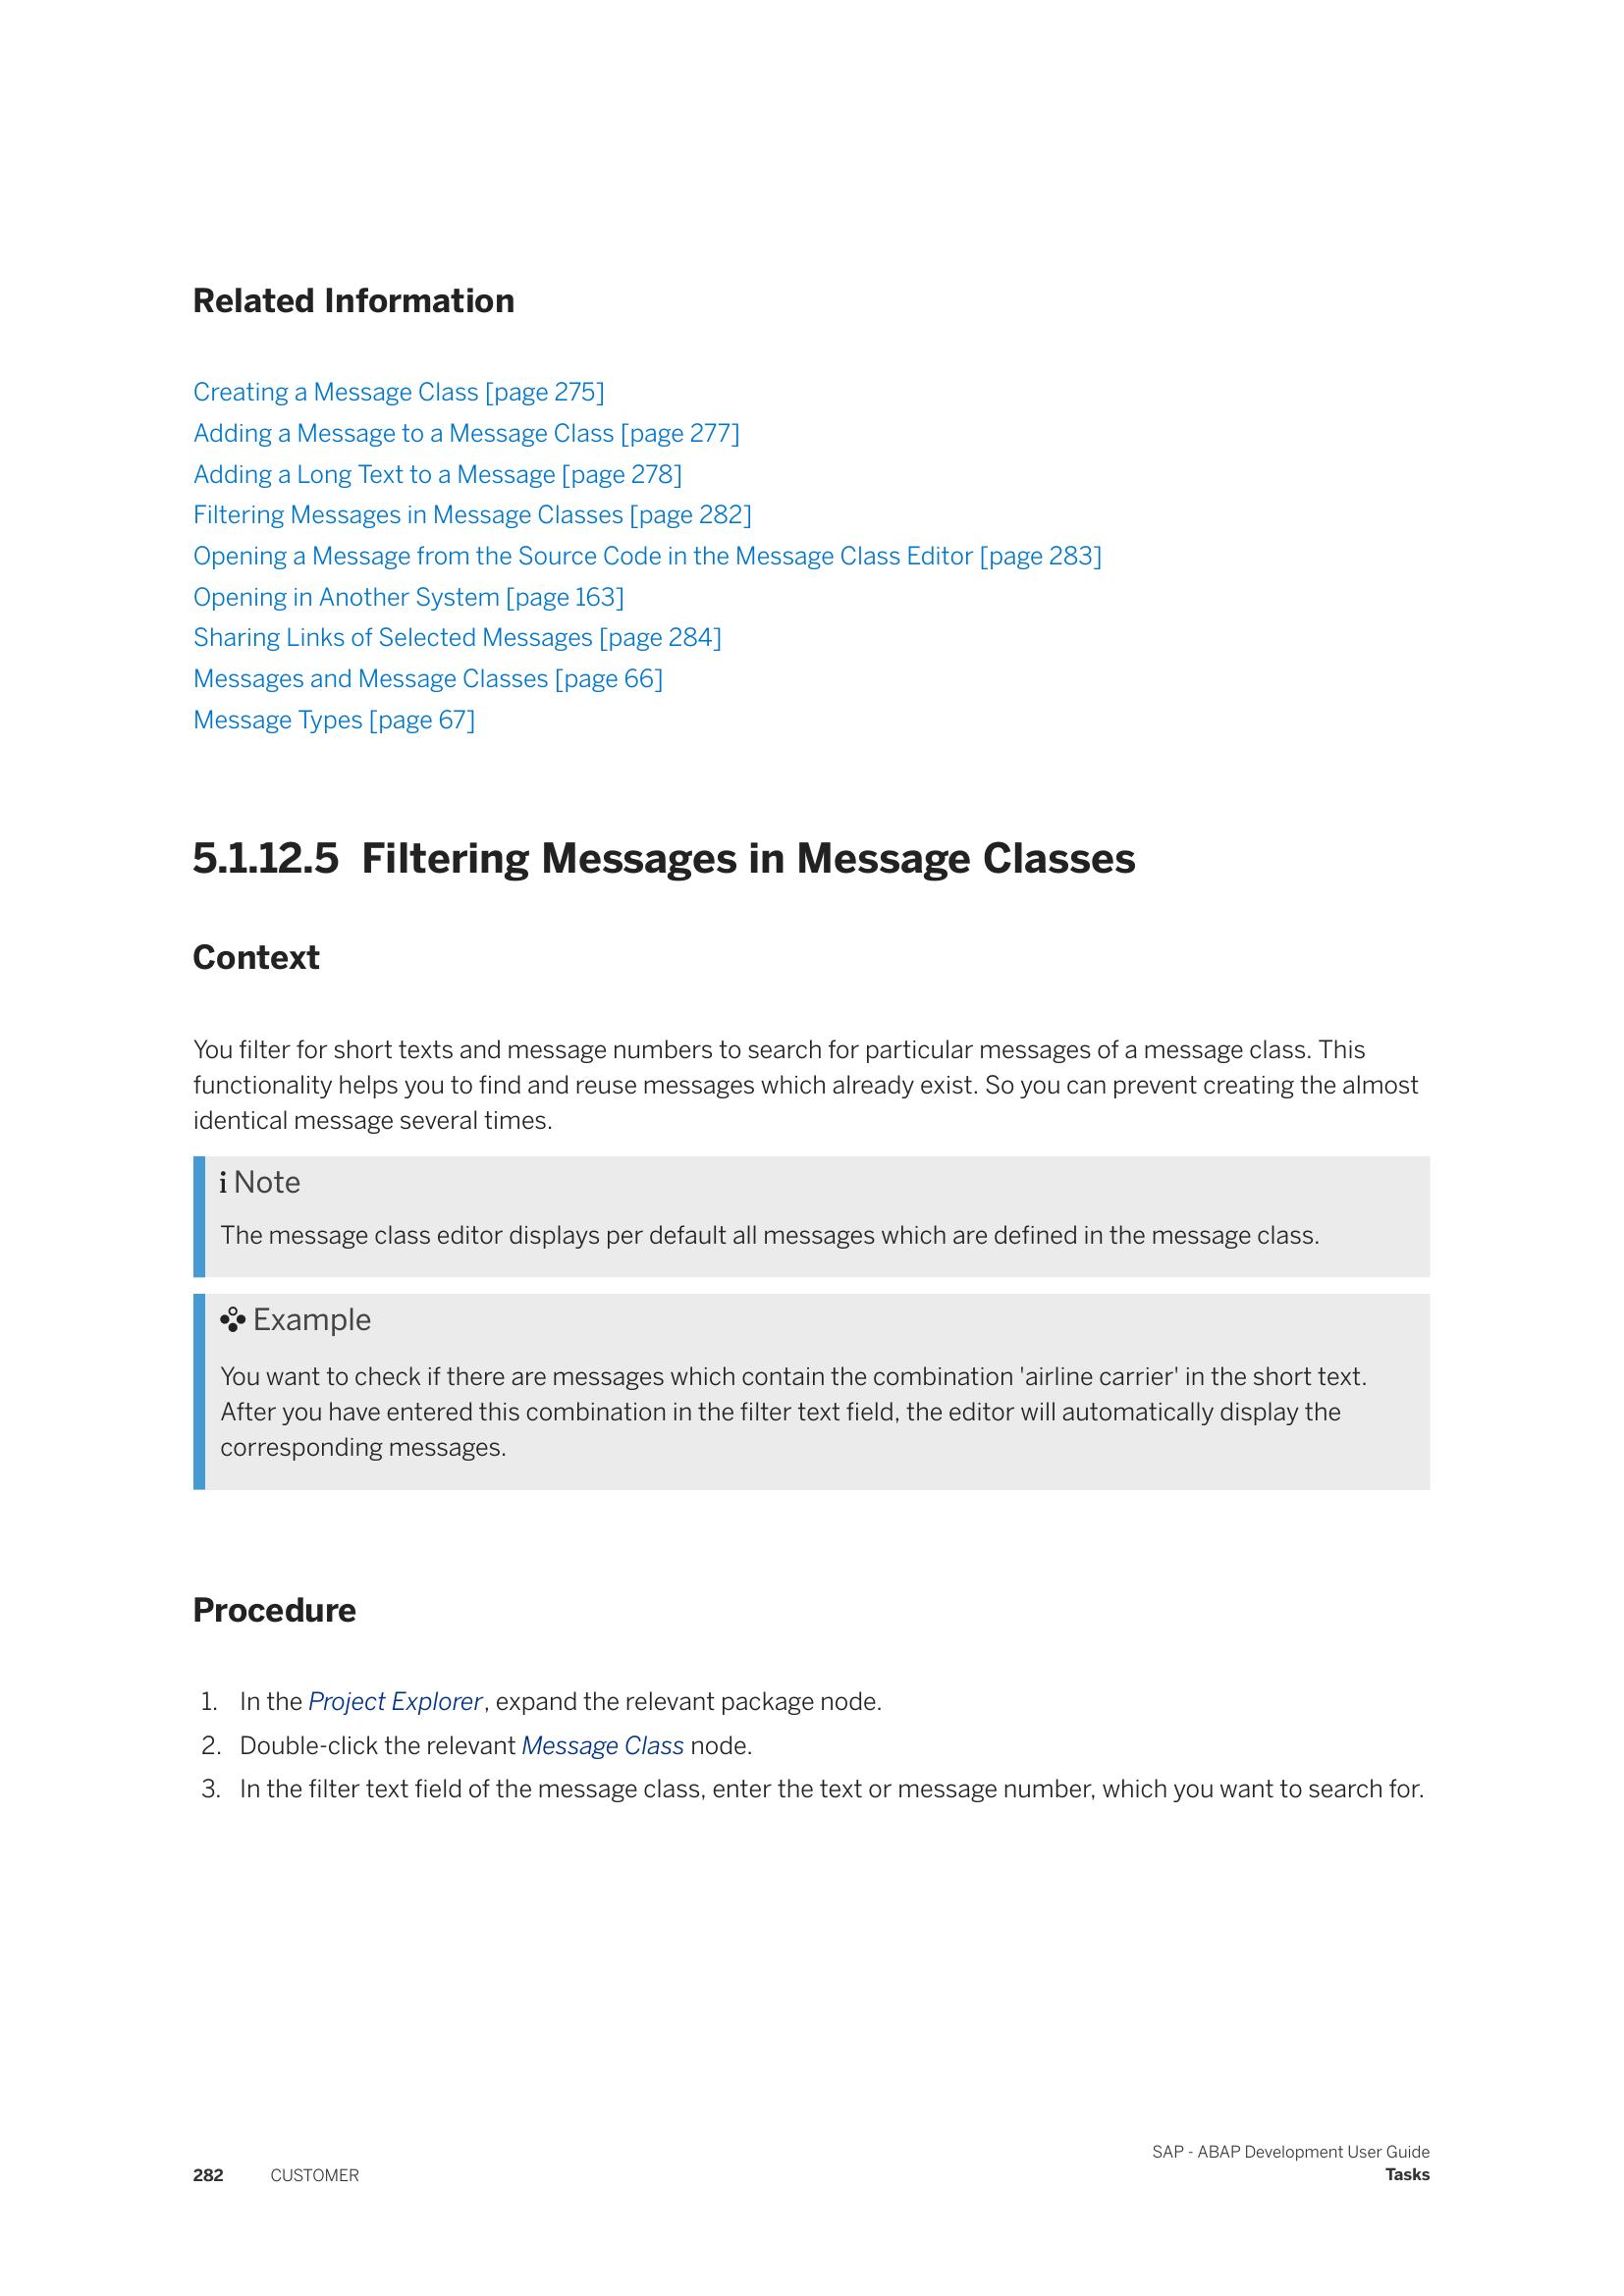 Related Information
Creating a Message Class [page 275]
Adding a Message to a Message Class [page 277]
Adding a Long Text to a Message [page 278]
Filtering Messages in Message Classes [page 282]
Opening a Message from the Source Code in the Message Class Editor [page 283]
Opening in Another System [page 163]
Sharing Links of Selected Messages [page 284]
Messages and Message Classes [page 66]
Message Types [page 67]
5.1.12.5 Filtering Messages in Message Classes
Context
You filter for short texts and message numbers to search for particular messages of a message class. This
functionality helps you to find and reuse messages which already exist. So you can prevent creating the almost
identical message several times.
i Note
The message class editor displays per default all messages which are defined in the message class.
Example
You want to check if there are messages which contain the combination 'airline carrier' in the short text.
After you have entered this combination in the filter text field, the editor will automatically display the
corresponding messages.
Procedure
1. In the Project Explorer, expand the relevant package node.
2. Double-click the relevant Message Class node.
3. In the filter text field of the message class, enter the text or message number, which you want to search for.
SAP - ABAP Development User Guide
282 CUSTOMER Tasks